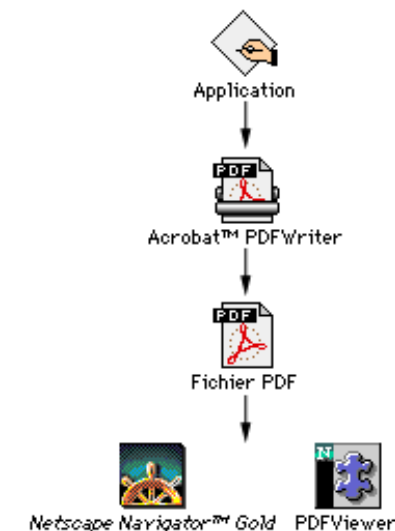 Application
PDF
Acrobat™ PDFWriter
PDF
Fichier PDF
N
Netscape Navigator™ Gold PDFViewer